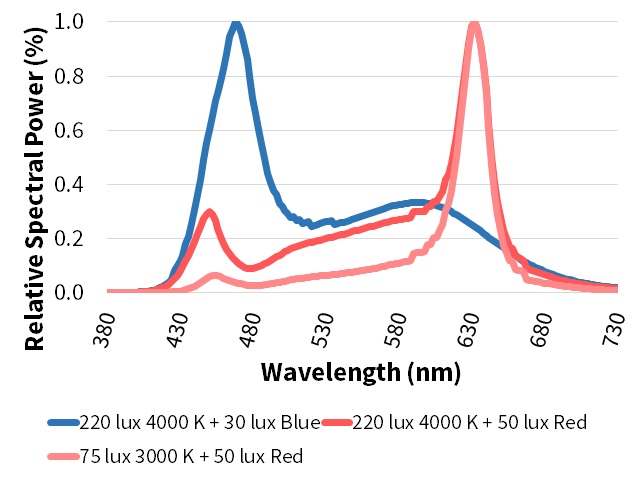 Relative Spectral Power (%)
1.0
0.8
0.6
0.4
0.2
0.0
380
430
480
530
580
630
680
730
Wavelength (nm)
220 lux 4000 K + 30 lux Blue
220 lux 4000 K + 50 lux Red
75 lux 3000 K + 50 lux Red